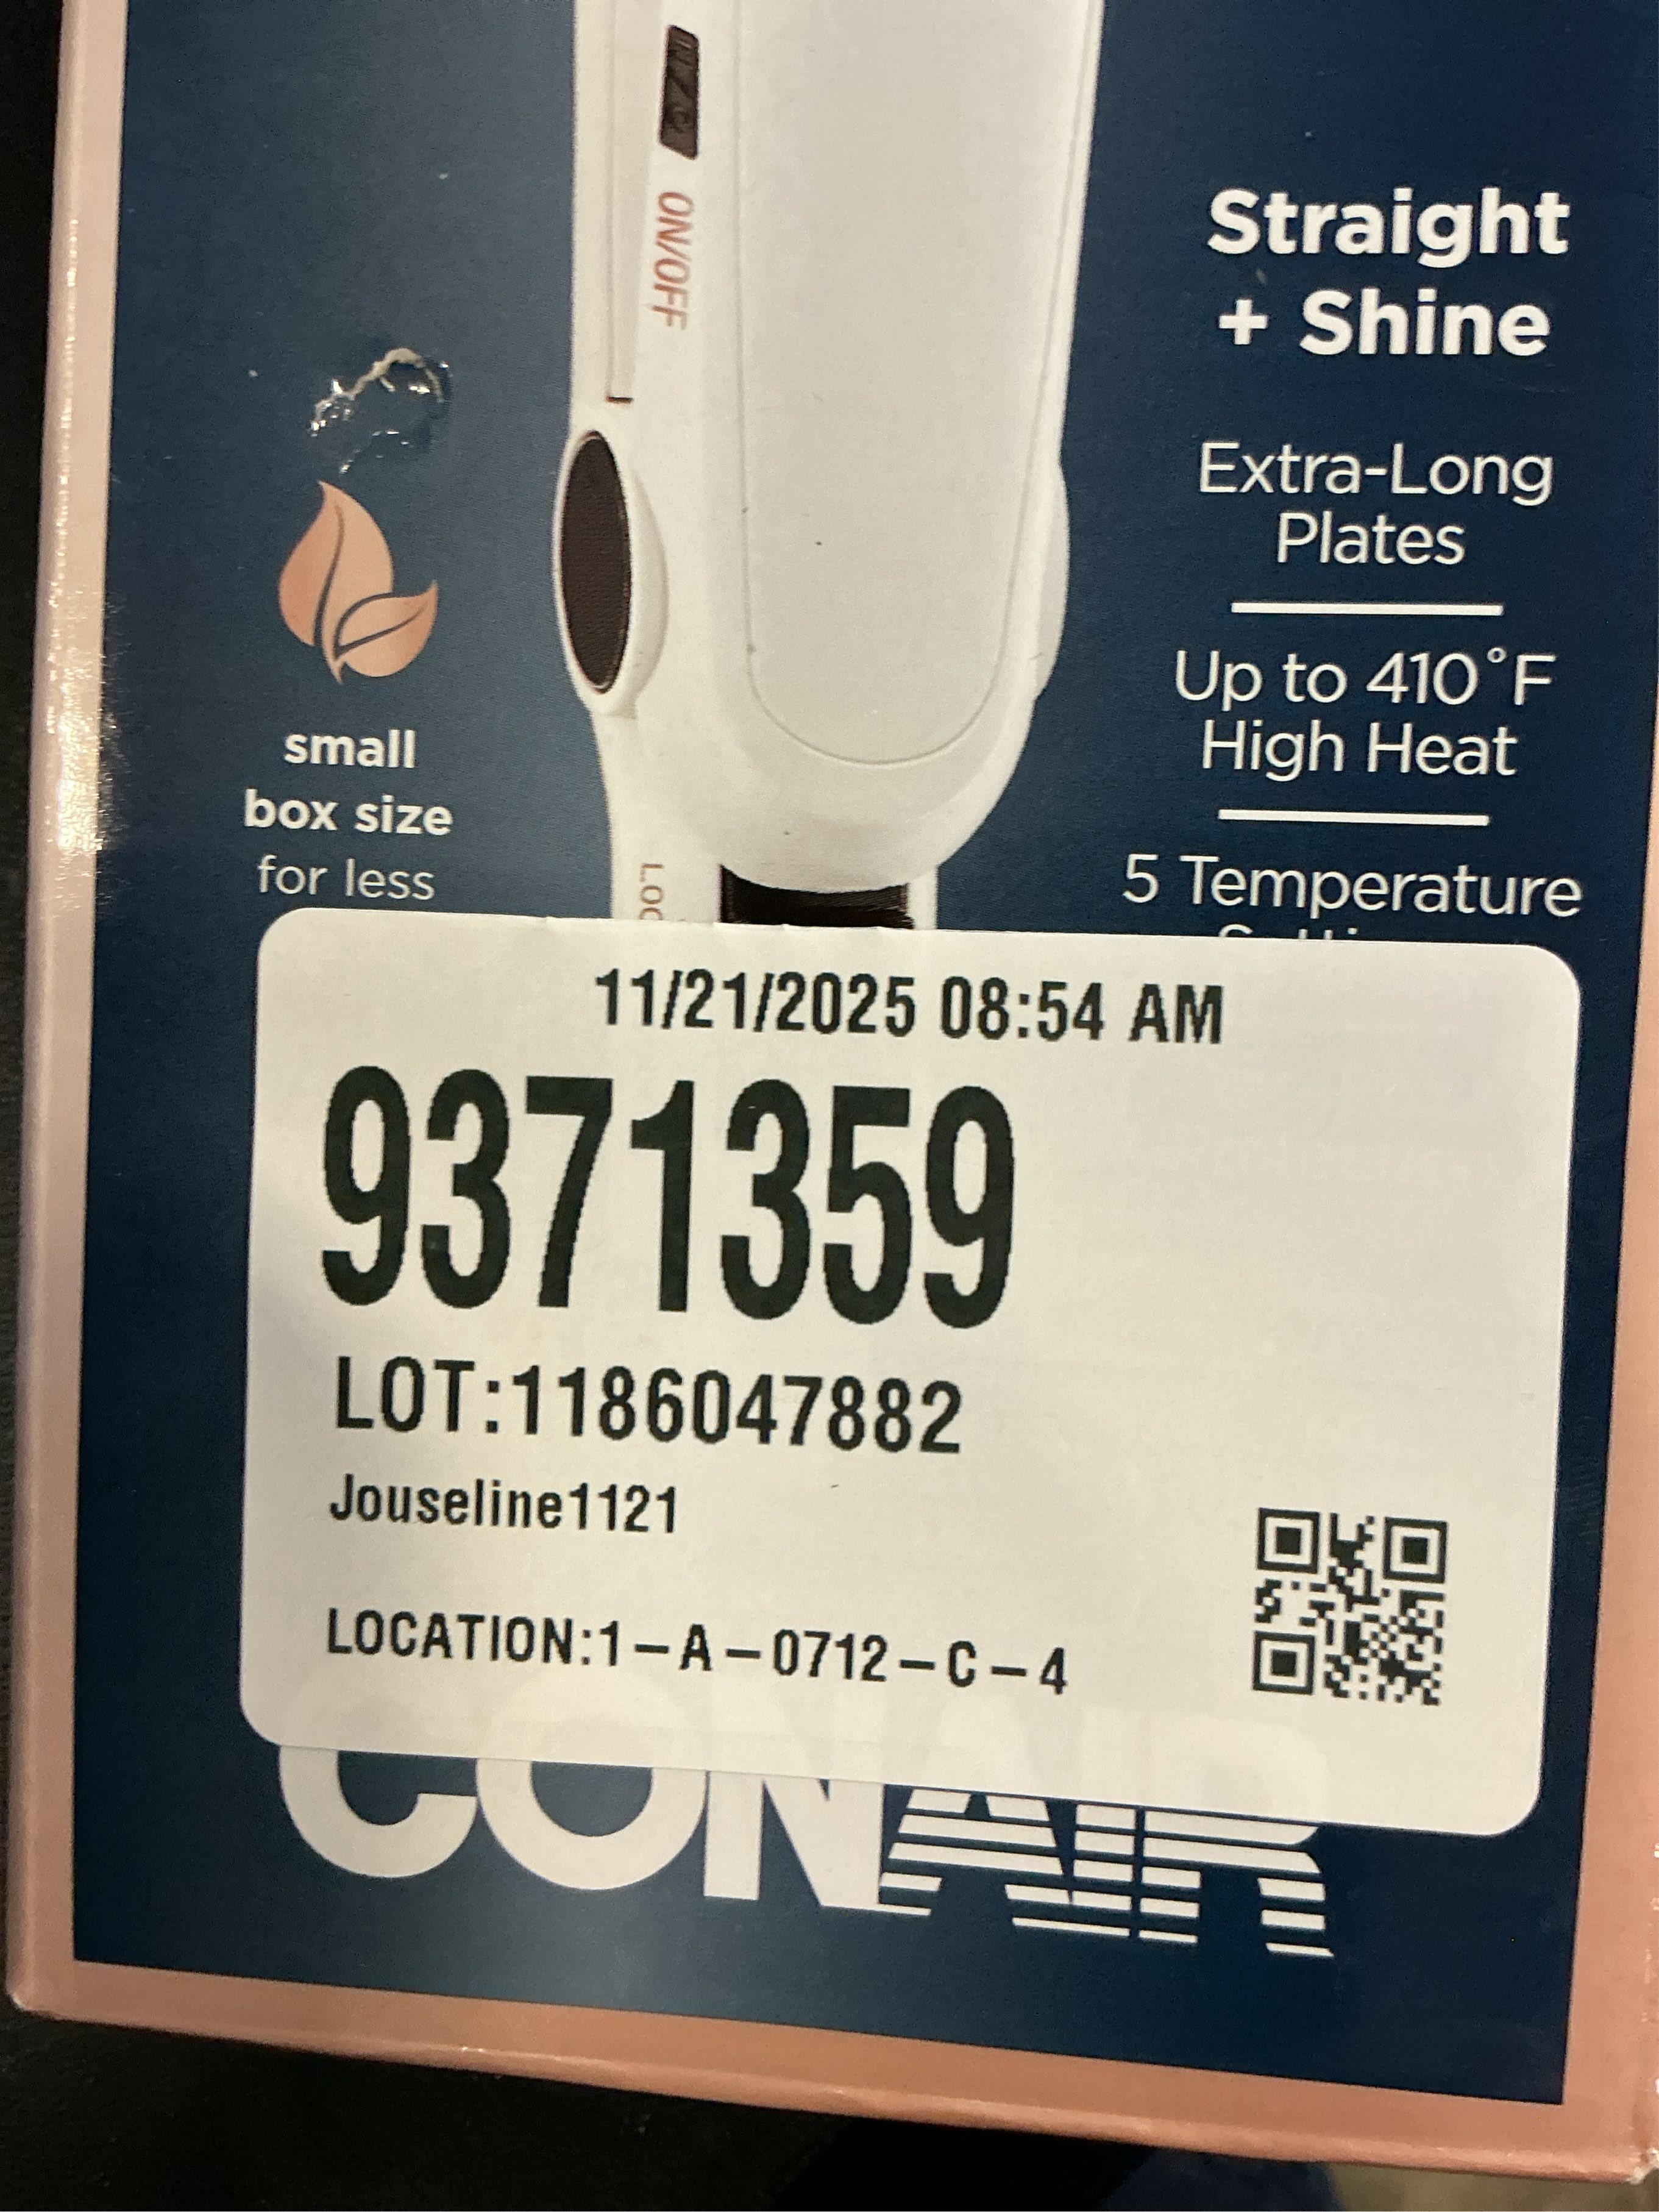 ON/OFF
Straight
+ Shine
Extra-Long
Plates
Up to 410°F
High Heat
5 Temperature
small
box size
for less
11/21/2025 08:54 AM
9371359
LOT:1186047882
Jouseline1121
LOCATION:1-A-0712-C-4
CONAIR